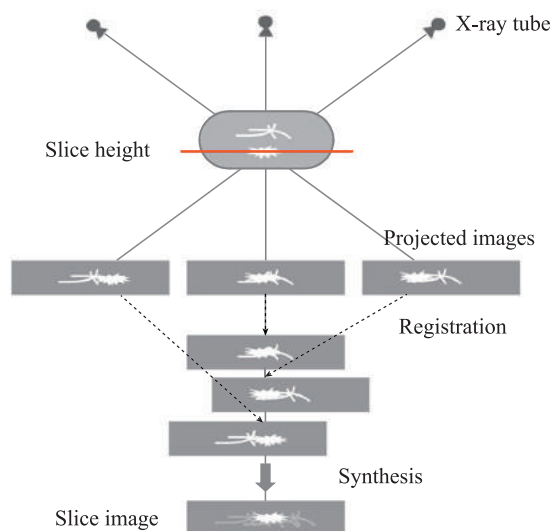 X-ray tube
Slice height
Projected images
Registration
Synthesis
Slice image